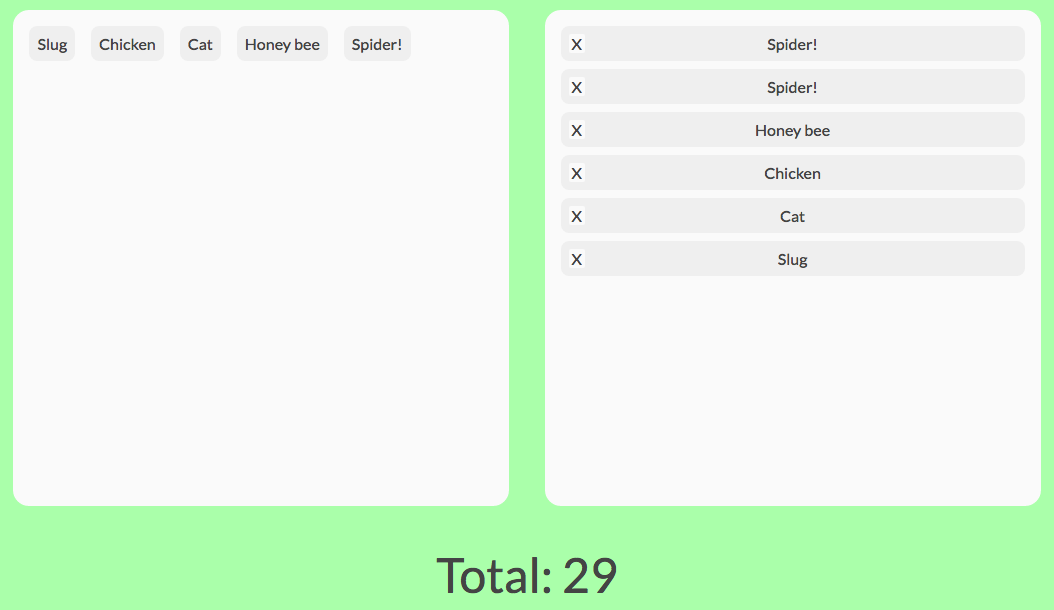 Slug Chicken Cat Honey bee Spider!
X Spider!
X Spider!
X Honey bee
X Chicken
X Cat
X Slug
Total: 29